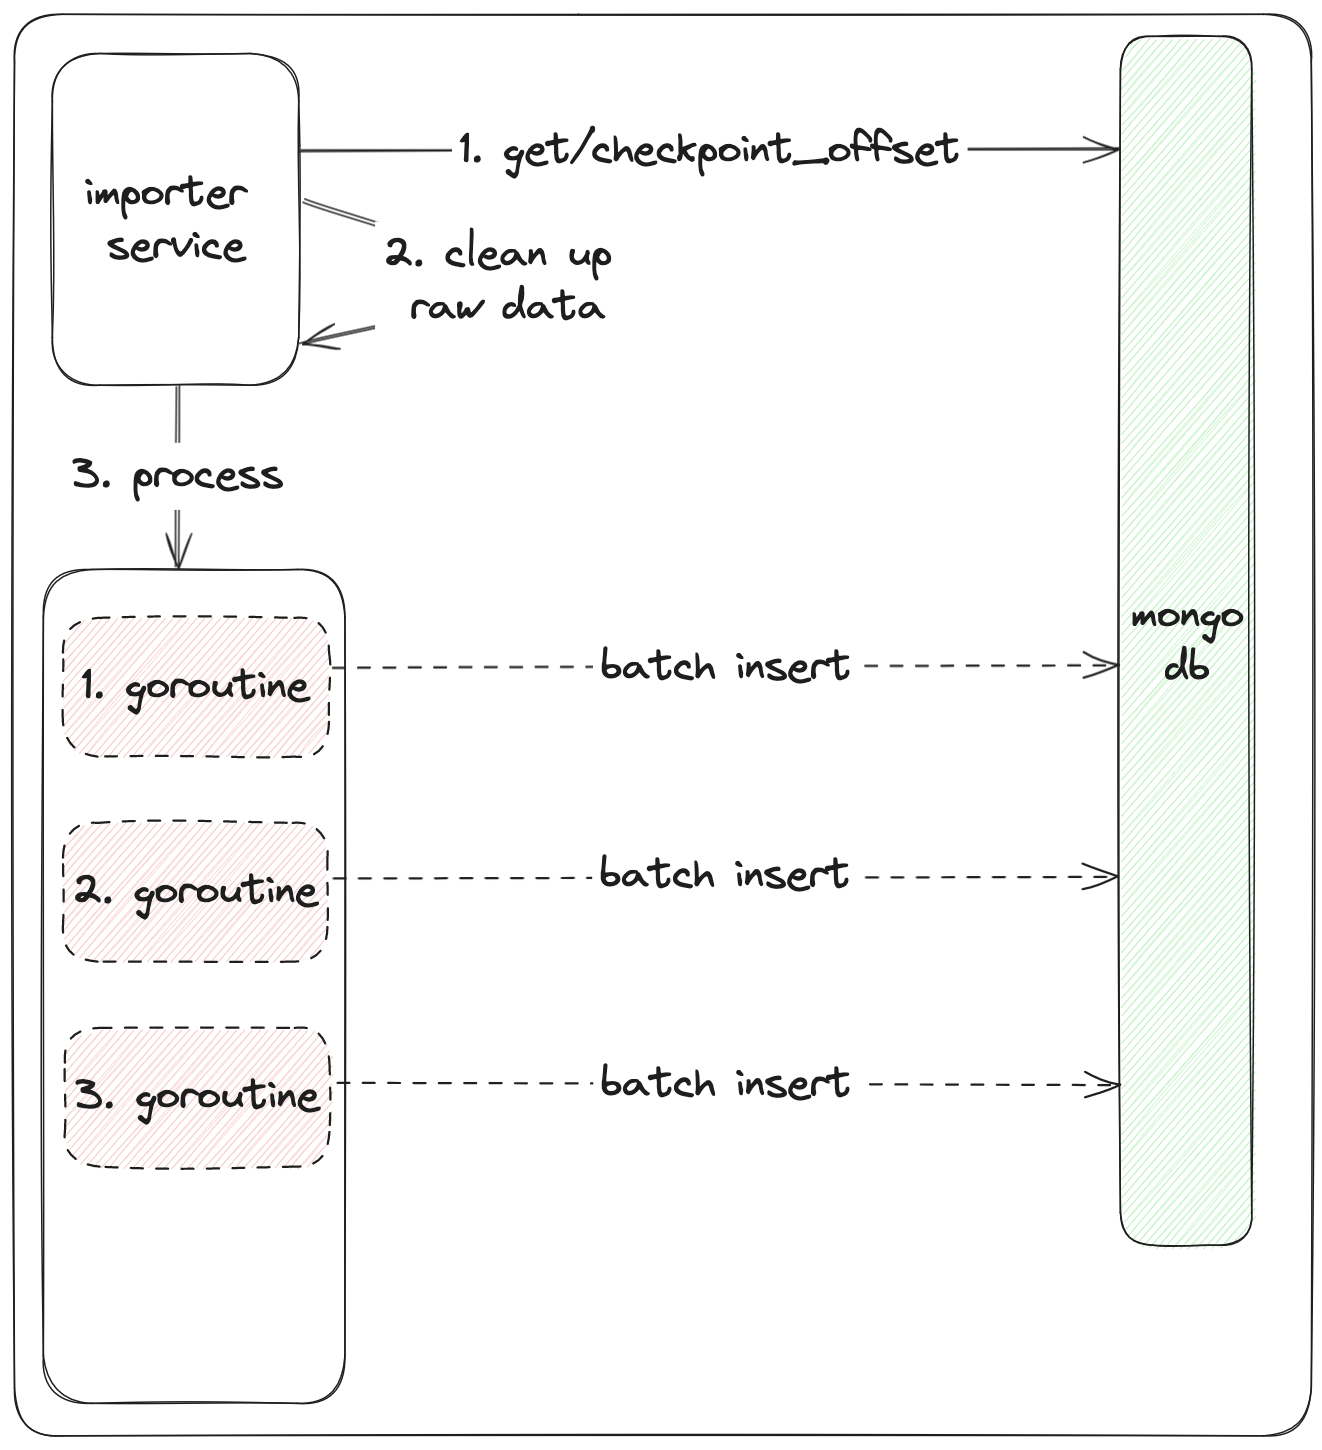 1. get/checkpoint_offset
importer
service
2. clean up
raw data
3. process
mongo
db
1. goroutine
batch insert
2. goroutine
batch insert
3. goroutine
batch insert